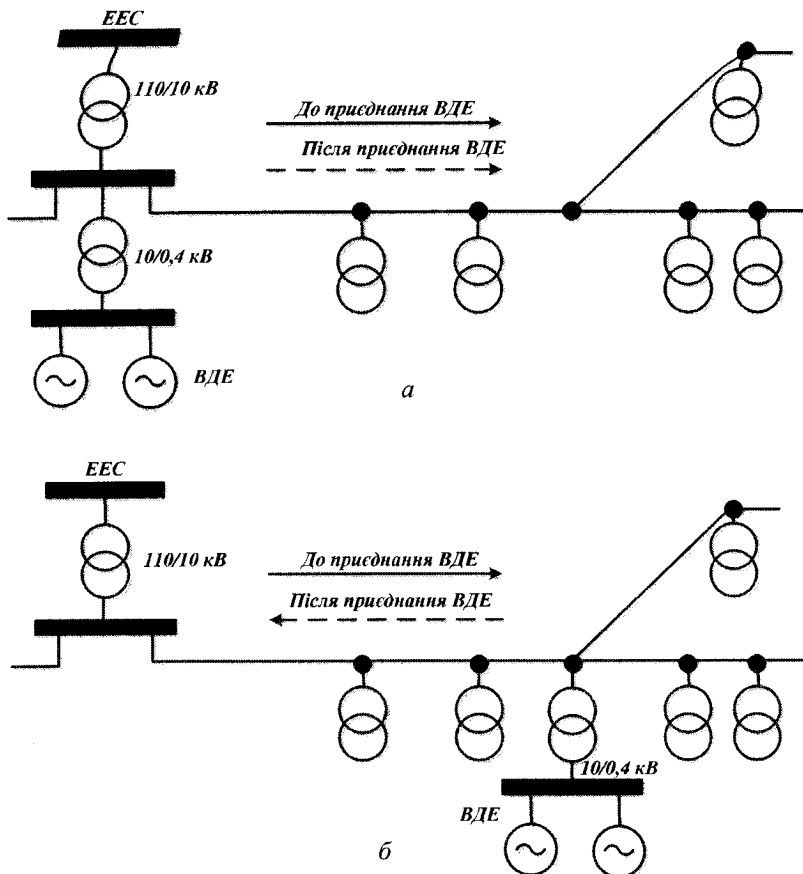 ЕЕС
110/10 кВ
До приєднання ВДЕ
Після приєднання ВДЕ
10/0,4 кВ
ВДЕ
а
ЕЕС
110/10 кВ
До приєднання ВДЕ
Після приєднання ВДЕ
10/0,4 кВ
ВДЕ
б